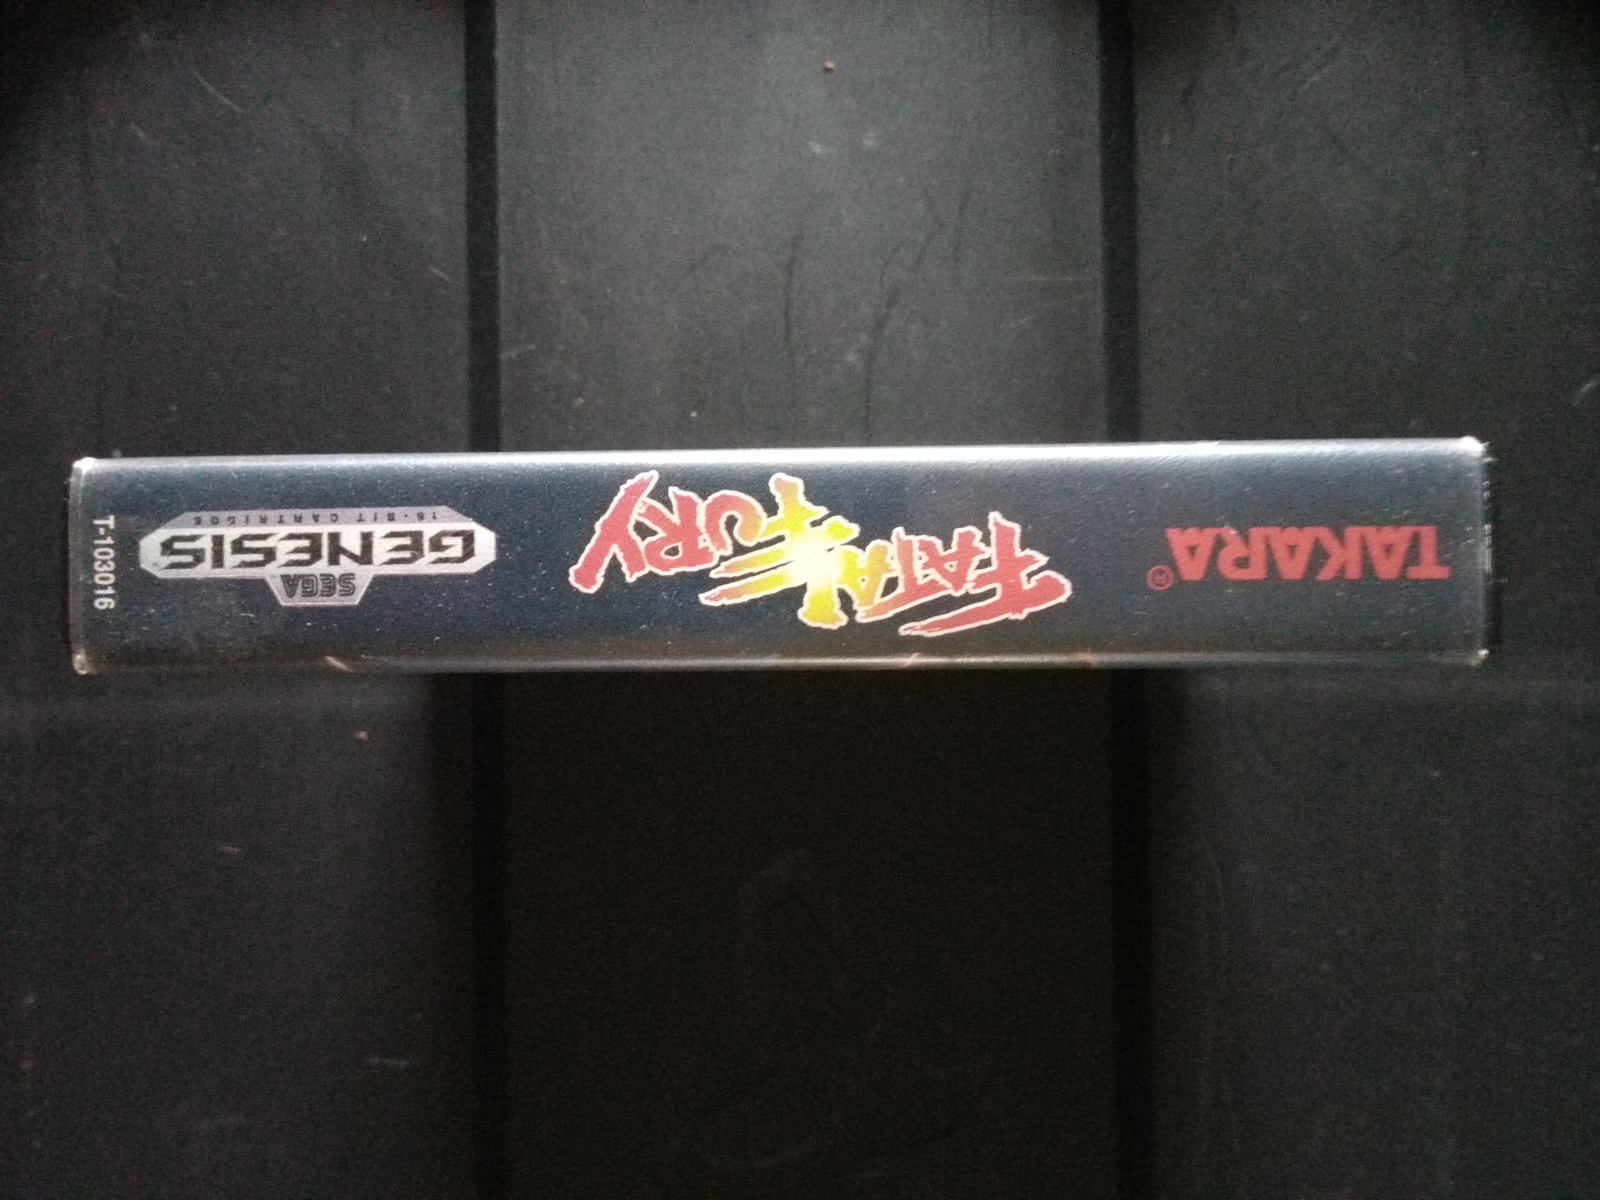 TAKARA®
FATAL FURY
SEGA
GENESIS
16-BIT CARTRIDGE
T-103016